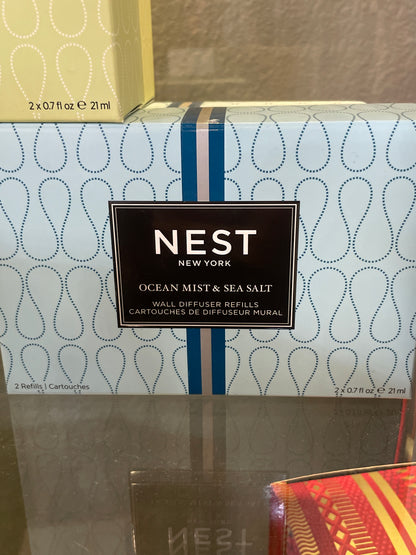 2 x 0.7 fl oz ℮ 21 ml
NEST
NEW YORK
OCEAN MIST & SEA SALT
WALL DIFFUSER REFILLS
CARTOUCHES DE DIFFUSEUR MURAL
2 Refills | Cartouches
2 x 0.7 fl oz ℮ 21 ml
NEST